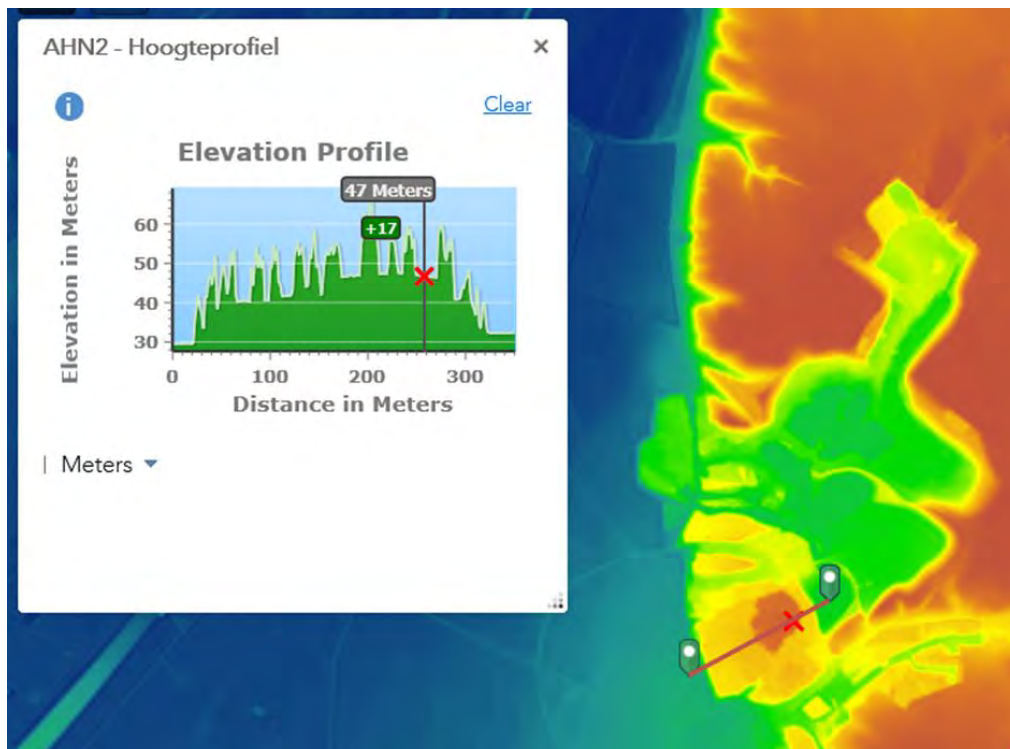 AHN2 - Hoogteprofiel ×
i Clear
Elevation Profile
47 Meters
+17
Elevation in Meters
60
50
40
30
0 100 200 300
Distance in Meters
| Meters